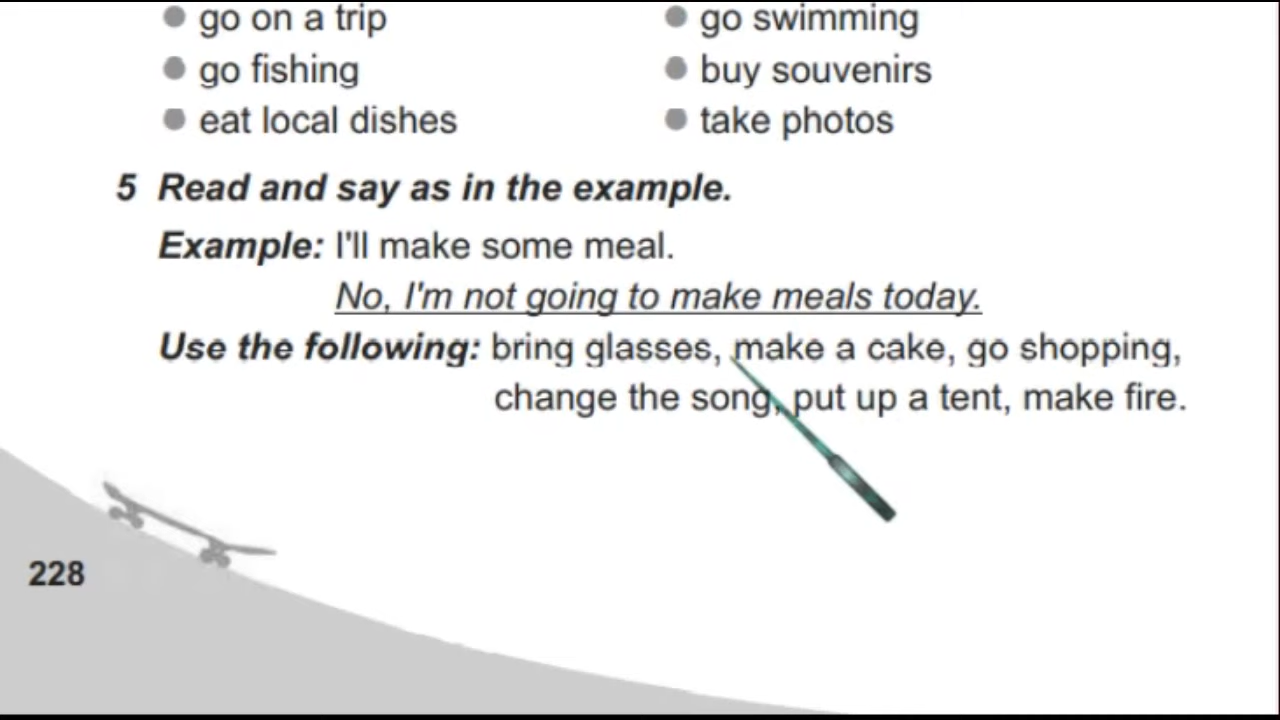 go on a trip
go swimming
go fishing
buy souvenirs
eat local dishes
take photos
5 Read and say as in the example.
Example: I'll make some meal.
No, I'm not going to make meals today.
Use the following: bring glasses, make a cake, go shopping,
change the song, put up a tent, make fire.
228